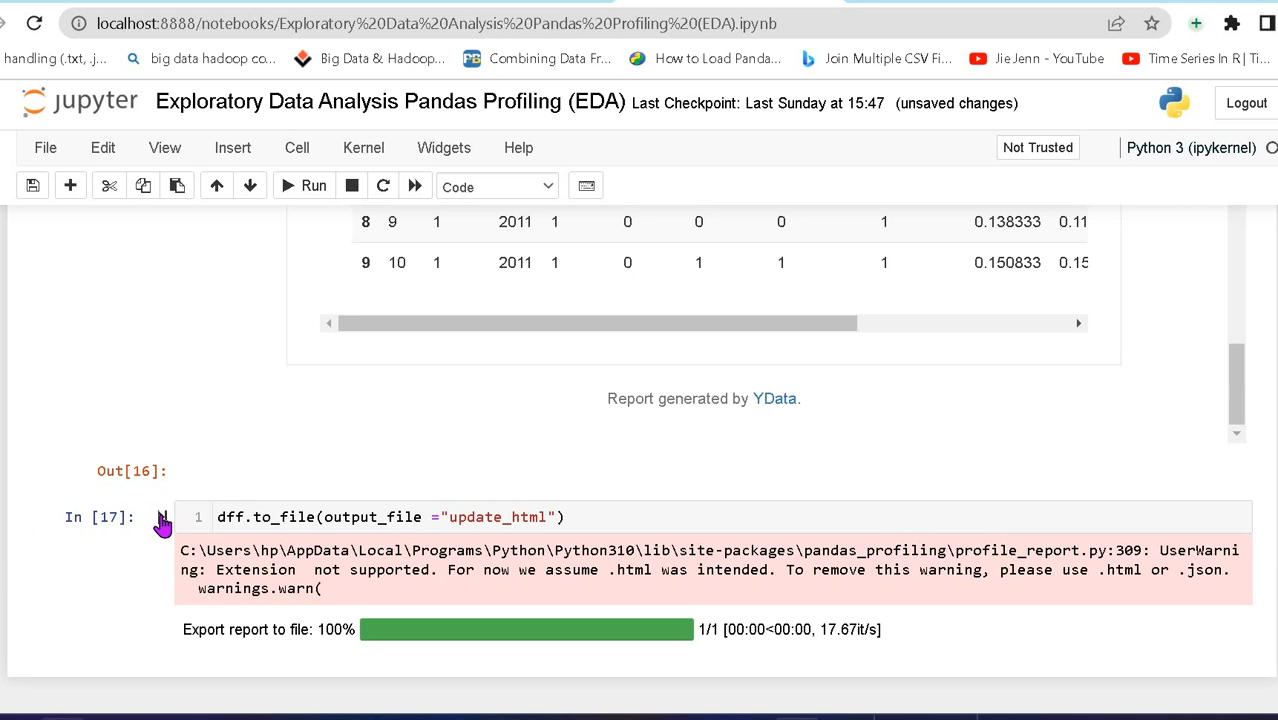 localhost:8888/notebooks/Exploratory%20Data%20Analysis%20Pandas%20Profiling%20(EDA).ipynb
handling (.txt, .j... big data hadoop co... Big Data & Hadoop... Combining Data Fr... How to Load Panda... Join Multiple CSV Fi... Jie Jenn - YouTube Time Series In R | Ti...
jupyter Exploratory Data Analysis Pandas Profiling (EDA) Last Checkpoint: Last Sunday at 15:47 (unsaved changes) Logout
File Edit View Insert Cell Kernel Widgets Help Not Trusted Python 3 (ipykernel)
Run Code
8 9 1 2011 1 0 0 0 1 0.138333 0.11
9 10 1 2011 1 0 1 1 1 0.150833 0.15
Report generated by YData.
Out[16]:
In [17]: 1 dff.to_file(output_file ="update_html")
C:\Users\hp\AppData\Local\Programs\Python\Python310\lib\site-packages\pandas_profiling\profile_report.py:309: UserWarni
ng: Extension  not supported. For now we assume .html was intended. To remove this warning, please use .html or .json.
warnings.warn(
Export report to file: 100% 1/1 [00:00<00:00, 17.67it/s]